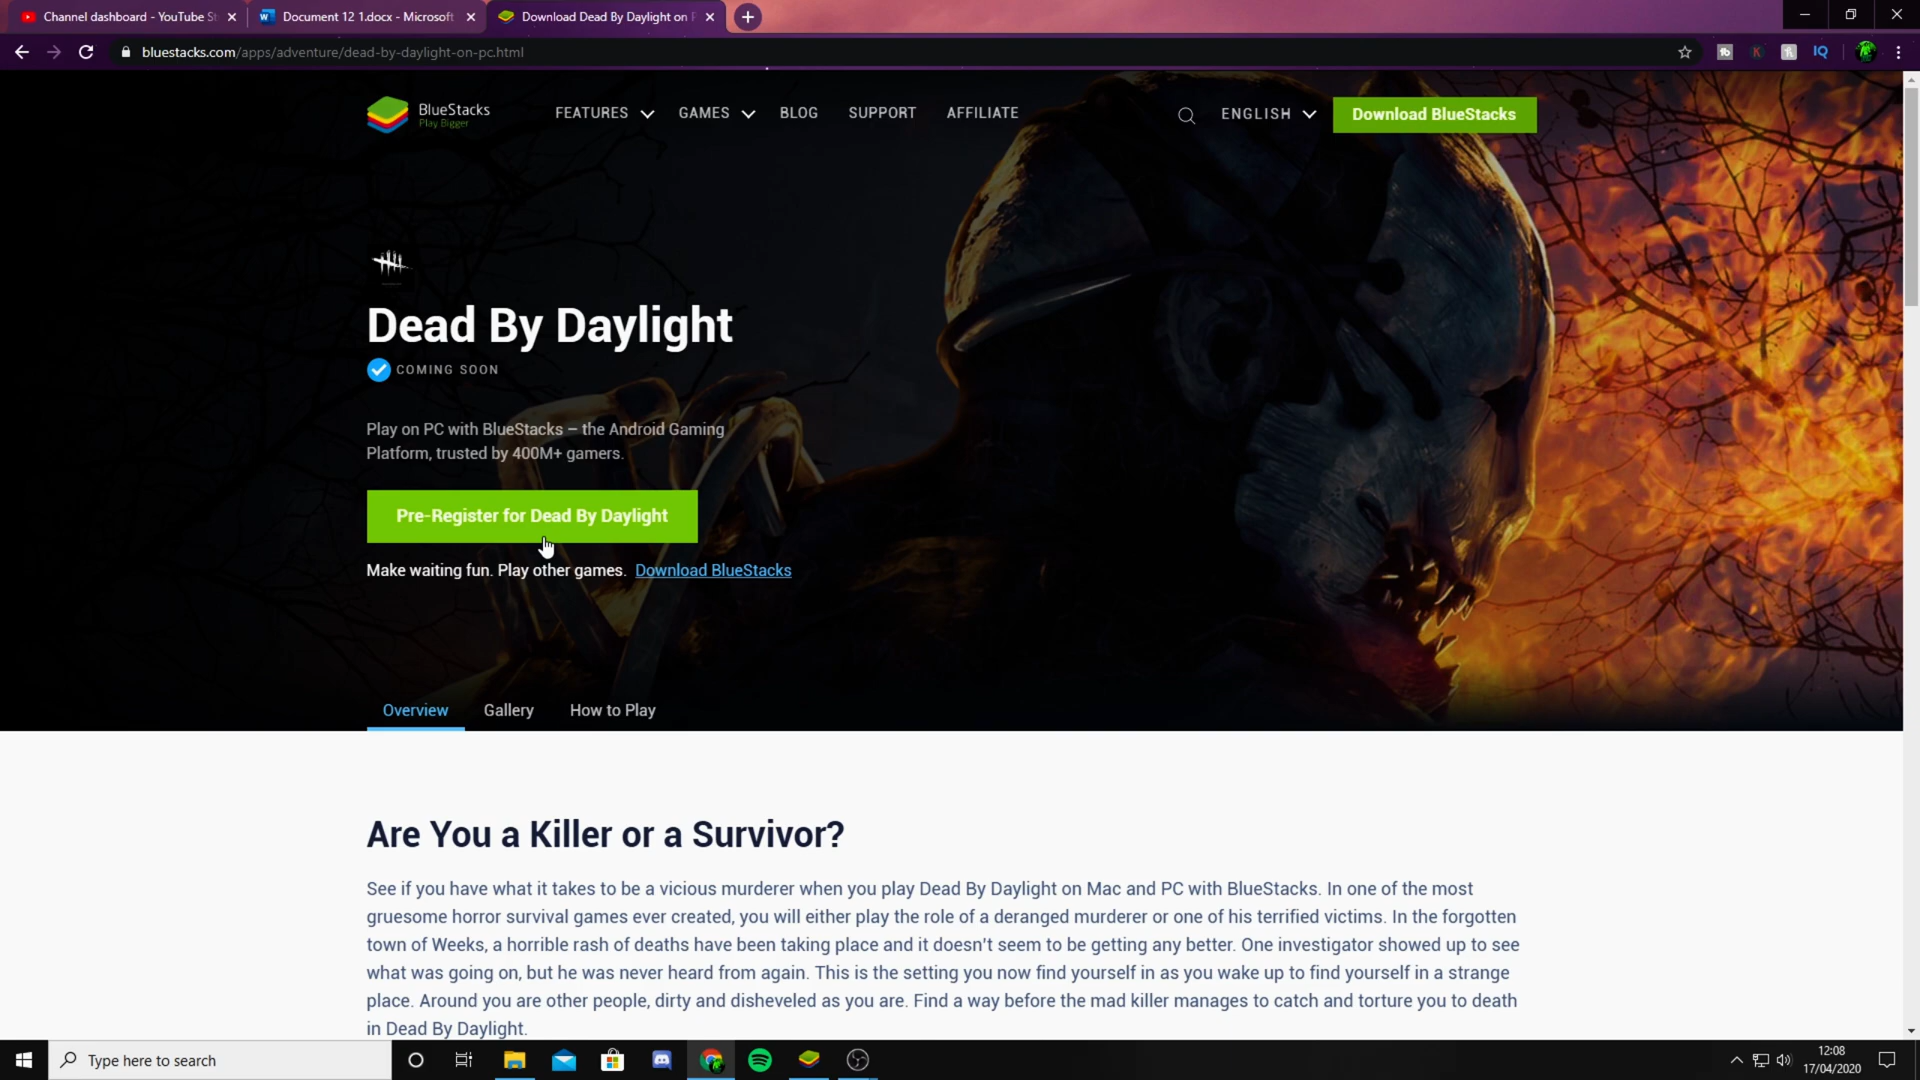 Channel dashboard - YouTube St
Document 12 1.docx - Microsoft
Download Dead By Daylight on P
bluestacks.com/apps/adventure/dead-by-daylight-on-pc.html
IQ
BlueStacks
Play Bigger
FEATURES
GAMES
BLOG
SUPPORT
AFFILIATE
ENGLISH
Download BlueStacks
Dead By Daylight
COMING SOON
Play on PC with BlueStacks – the Android Gaming
Platform, trusted by 400M+ gamers.
Pre-Register for Dead By Daylight
Make waiting fun. Play other games. Download BlueStacks
Overview
Gallery
How to Play
Are You a Killer or a Survivor?
See if you have what it takes to be a vicious murderer when you play Dead By Daylight on Mac and PC with BlueStacks. In one of the most
gruesome horror survival games ever created, you will either play the role of a deranged murderer or one of his terrified victims. In the forgotten
town of Weeks, a horrible rash of deaths have been taking place and it doesn't seem to be getting any better. One investigator showed up to see
what was going on, but he was never heard from again. This is the setting you now find yourself in as you wake up to find yourself in a strange
place. Around you are other people, dirty and disheveled as you are. Find a way before the mad killer manages to catch and torture you to death
in Dead By Daylight.
Type here to search
12:08
17/04/2020